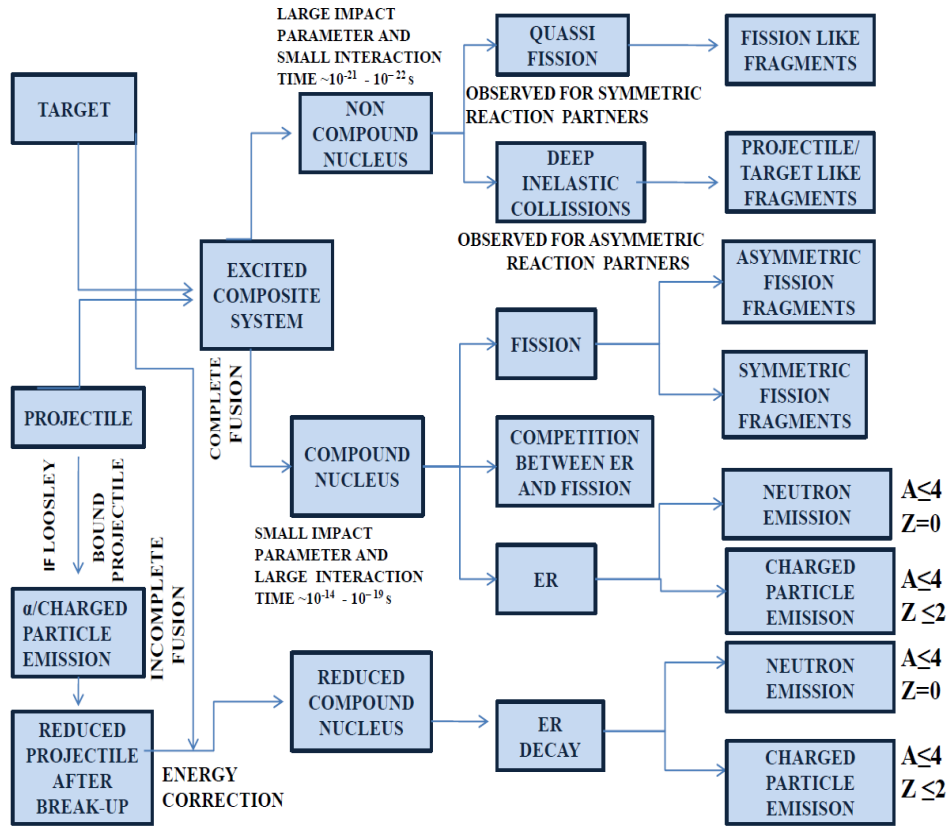 LARGE IMPACT
PARAMETER AND
SMALL INTERACTION
TIME ~10-21 - 10-22 s
QUASSI
FISSION
FISSION LIKE
FRAGMENTS
TARGET
NON
COMPOUND
NUCLEUS
OBSERVED FOR SYMMETRIC
REACTION PARTNERS
DEEP
INELASTIC
COLLISSIONS
PROJECTILE/
TARGET LIKE
FRAGMENTS
OBSERVED FOR ASYMMETRIC
REACTION PARTNERS
EXCITED
COMPOSITE
SYSTEM
ASYMMETRIC
FISSION
FRAGMENTS
FISSION
SYMMETRIC
FISSION
FRAGMENTS
COMPLETE
FUSION
PROJECTILE
COMPOUND
NUCLEUS
COMPETITION
BETWEEN ER
AND FISSION
IF LOOSLEY
BOUND
PROJECTILE
SMALL IMPACT
PARAMETER AND
LARGE INTERACTION
TIME ~10-14 - 10-19 s
NEUTRON
EMISSION
A≤4
Z=0
ER
CHARGED
PARTICLE
EMISISON
A≤4
Z ≤2
α/CHARGED
PARTICLE
EMISSION
INCOMPLETE
FUSION
REDUCED
COMPOUND
NUCLEUS
NEUTRON
EMISSION
A≤4
Z=0
REDUCED
PROJECTILE
AFTER
BREAK-UP
ENERGY
CORRECTION
ER
DECAY
CHARGED
PARTICLE
EMISISON
A≤4
Z ≤2